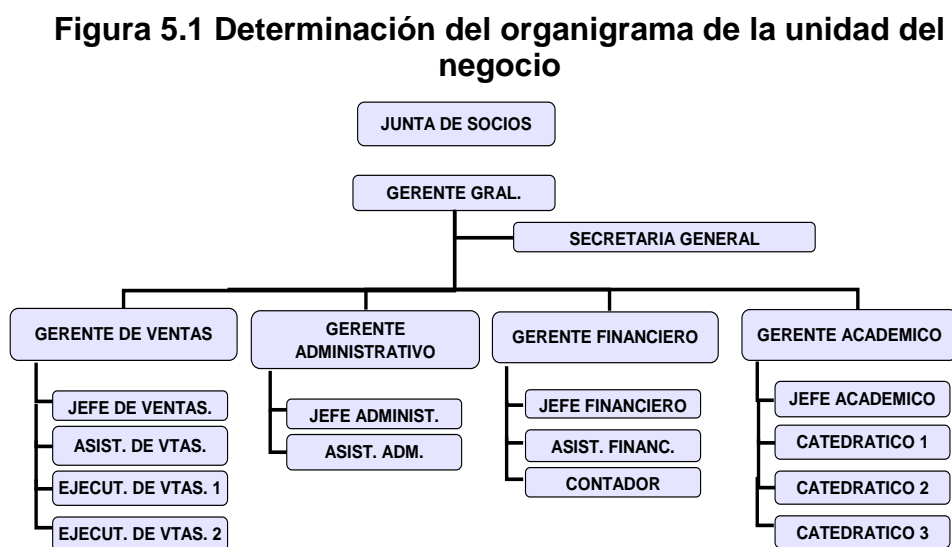 Figura 5.1 Determinación del organigrama de la unidad del
negocio
JUNTA DE SOCIOS
GERENTE GRAL.
SECRETARIA GENERAL
GERENTE DE VENTAS
GERENTE
ADMINISTRATIVO
GERENTE FINANCIERO
GERENTE ACADEMICO
JEFE DE VENTAS.
ASIST. DE VTAS.
EJECUT. DE VTAS. 1
EJECUT. DE VTAS. 2
JEFE ADMINIST.
ASIST. ADM.
JEFE FINANCIERO
ASIST. FINANC.
CONTADOR
JEFE ACADEMICO
CATEDRATICO 1
CATEDRATICO 2
CATEDRATICO 3